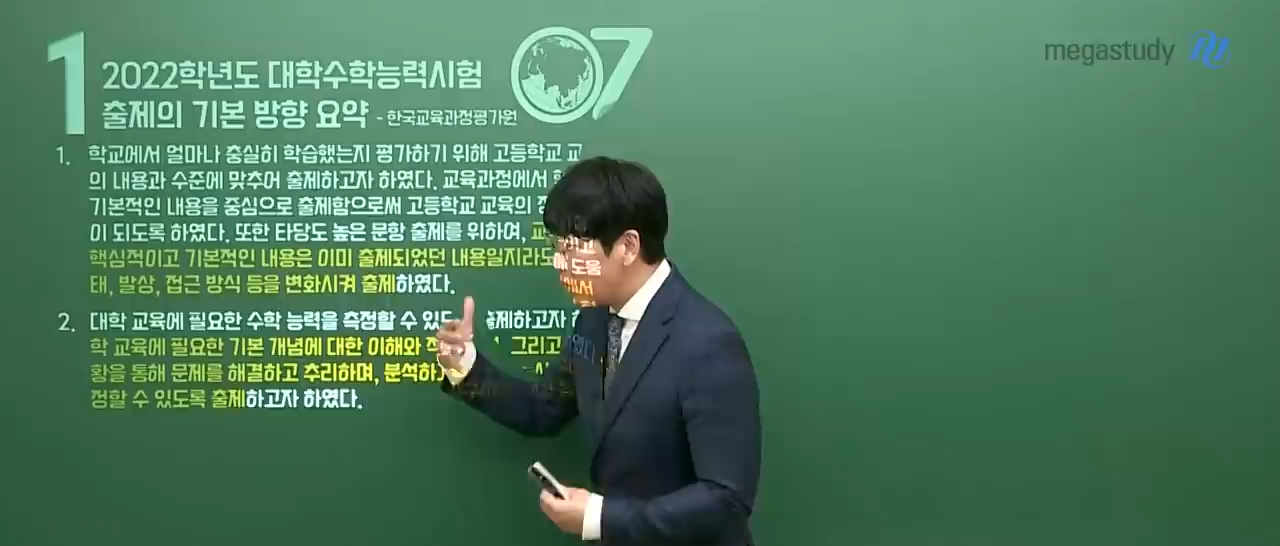 1
2022학년도 대학수학능력시험
07
megastudy
출제의 기본 방향 요약 - 한국교육과정평가원
1. 학교에서 얼마나 충실히 학습했는지 평가하기 위해 고등학교 교
의 내용과 수준에 맞추어 출제하고자 하였다. 교육과정에서
기본적인 내용을 중심으로 출제함으로써 고등학교 교육의
이 되도록 하였다. 또한 타당도 높은 문항 출제를 위하여,
핵심적이고 기본적인 내용은 이미 출제되었던 내용일지라도
태, 발상, 접근 방식 등을 변화시켜 출제하였다.
2. 대학 교육에 필요한 수학 능력을 측정할 수 있 출제하고자
학 교육에 필요한 기본 개념에 대한 이해와 그리고
황을 통해 문제를 해결하고 추리하며, 분석하
정할 수 있도록 출제하고자 하였다.
도움
에서